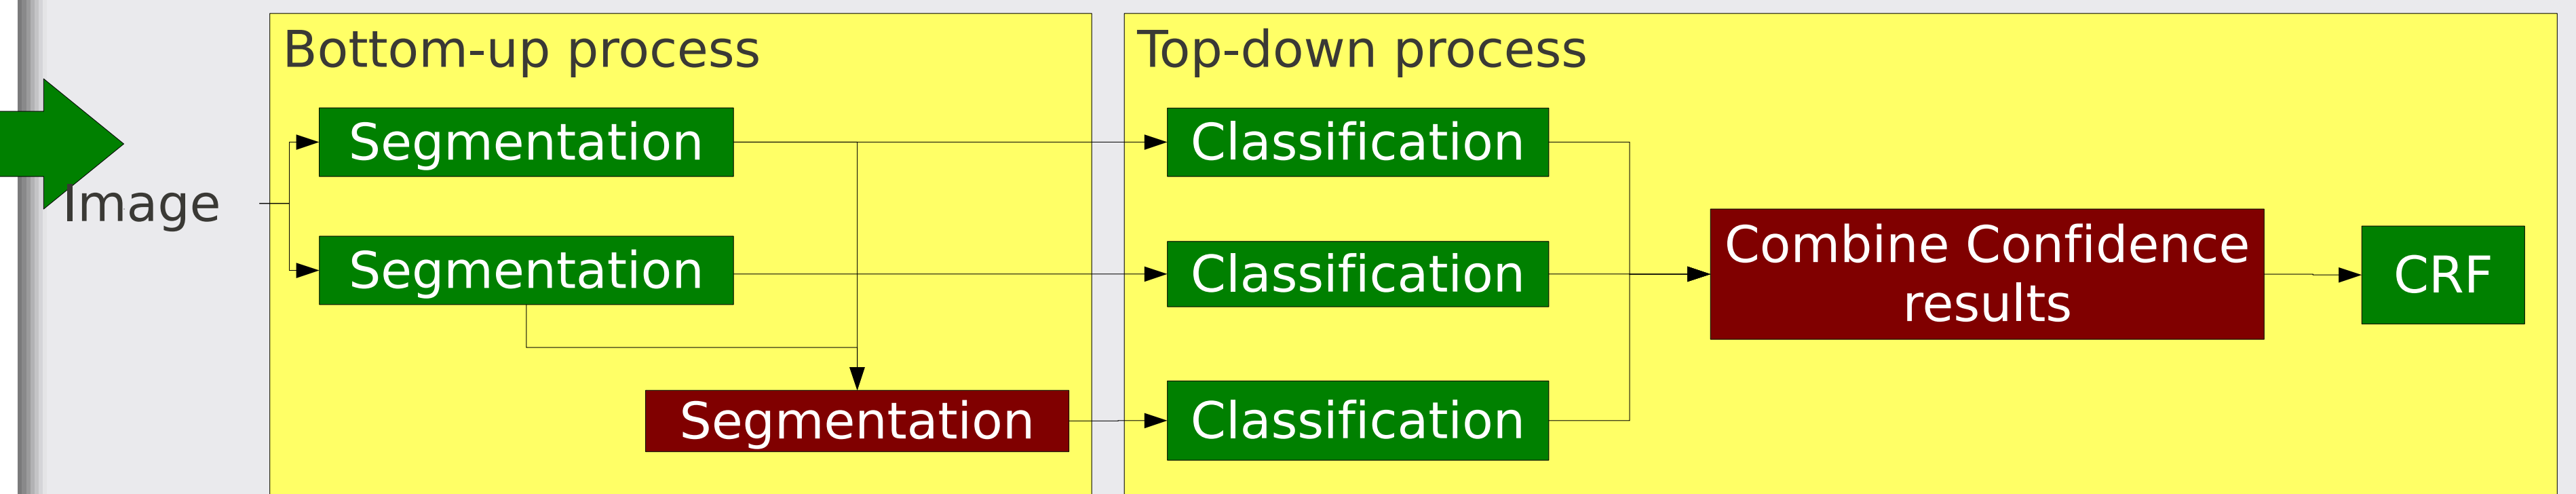 Bottom-up process
Top-down process
Segmentation
Classification
Image
Segmentation
Classification
Combine Confidence
results
CRF
Segmentation
Classification